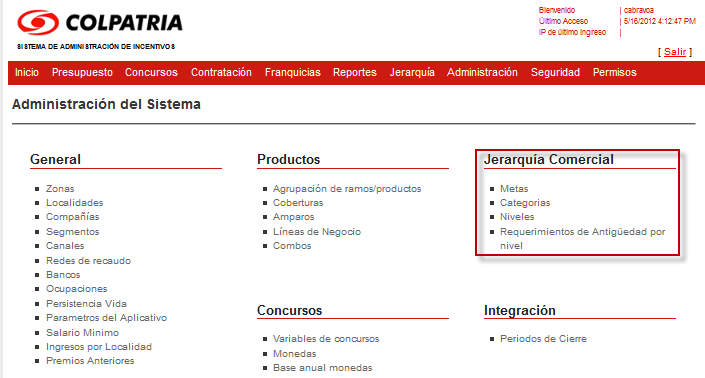 COLPATRIA
SISTEMA DE ADMINISTRACIÓN DE INCENTIVOS
Bienvenido | cabravoa
Último Acceso | 5/16/2012 4:12:47 PM
IP de último Ingreso |
[ Salir ]
Inicio Presupuesto Concursos Contratación Franquicias Reportes Jerarquía Administración Seguridad Permisos
Administración del Sistema
General
Zonas
Localidades
Compañías
Segmentos
Canales
Redes de recaudo
Bancos
Ocupaciones
Persistencia Vida
Parametros del Aplicativo
Salario Minimo
Ingresos por Localidad
Premios Anteriores
Productos
Agrupación de ramos/productos
Coberturas
Amparos
Líneas de Negocio
Combos
Jerarquía Comercial
Metas
Categorias
Niveles
Requerimientos de Antigüedad por
nivel
Concursos
Variables de concursos
Monedas
Base anual monedas
Integración
Periodos de Cierre